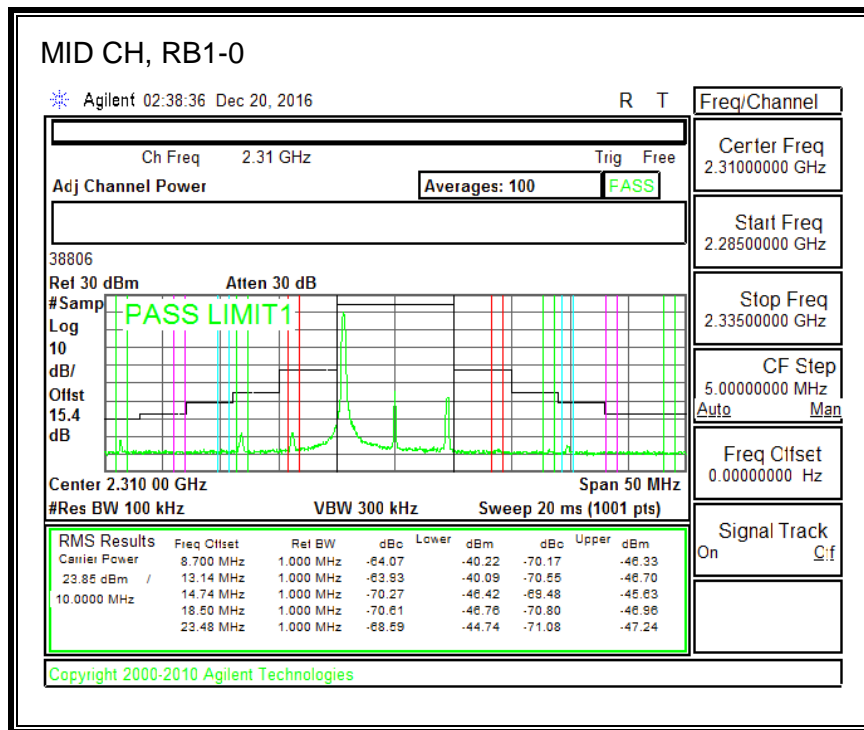 MID CH, RB1-0
Agilent 02:38:36 Dec 20, 2016 R T
Ch Freq 2.31 GHz Trig Free
Adj Channel Power Averages: 100 PASS
38806
Ref 30 dBm Atten 30 dB
#Samp
Log
10
dB/
Offst
15.4
dB
PASS LIMIT1
Center 2.310 00 GHz Span 50 MHz
#Res BW 100 kHz VBW 300 kHz Sweep 20 ms (1001 pts)
RMS Results Freq Offset Ref BW dBc Lower dBm dBc Upper dBm
Carrier Power 8.700 MHz 1.000 MHz -64.07 -40.22 -70.17 -46.33
23.85 dBm / 13.14 MHz 1.000 MHz -63.93 -40.09 -70.55 -46.70
10.0000 MHz 14.74 MHz 1.000 MHz -70.27 -46.42 -69.48 -45.63
18.50 MHz 1.000 MHz -70.61 -46.76 -70.80 -46.96
23.48 MHz 1.000 MHz -68.59 -44.74 -71.08 -47.24
Copyright 2000-2010 Agilent Technologies
Freq/Channel
Center Freq
2.31000000 GHz
Start Freq
2.28500000 GHz
Stop Freq
2.33500000 GHz
CF Step
5.00000000 MHz
Auto Man
Freq Offset
0.00000000 Hz
Signal Track
On Off